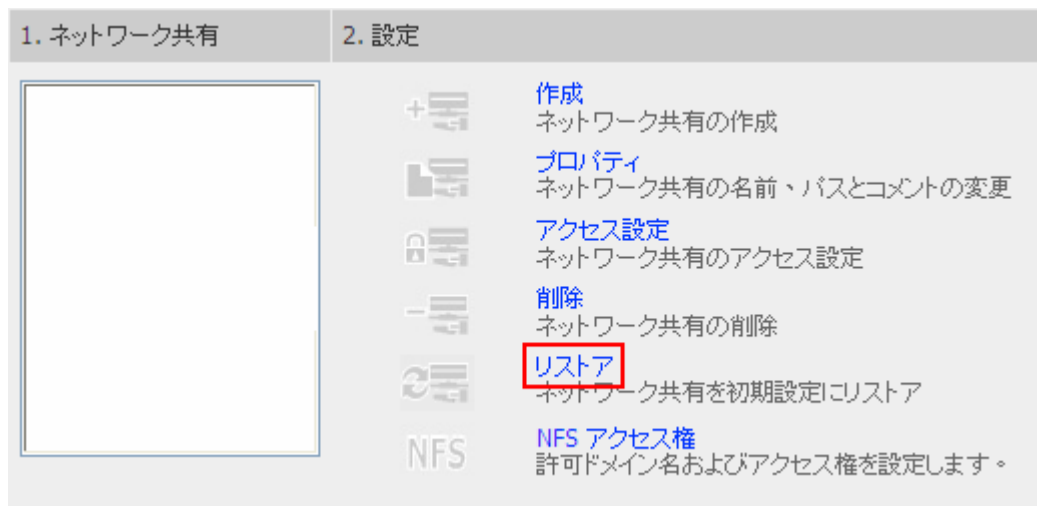 1. ネットワーク共有
2. 設定
作成
ネットワーク共有の作成
プロパティ
ネットワーク共有の名前、パスとコメントの変更
アクセス設定
ネットワーク共有のアクセス設定
削除
ネットワーク共有の削除
リストア
ネットワーク共有を初期設定にリストア
NFS
NFS アクセス権
許可ドメイン名およびアクセス権を設定します。